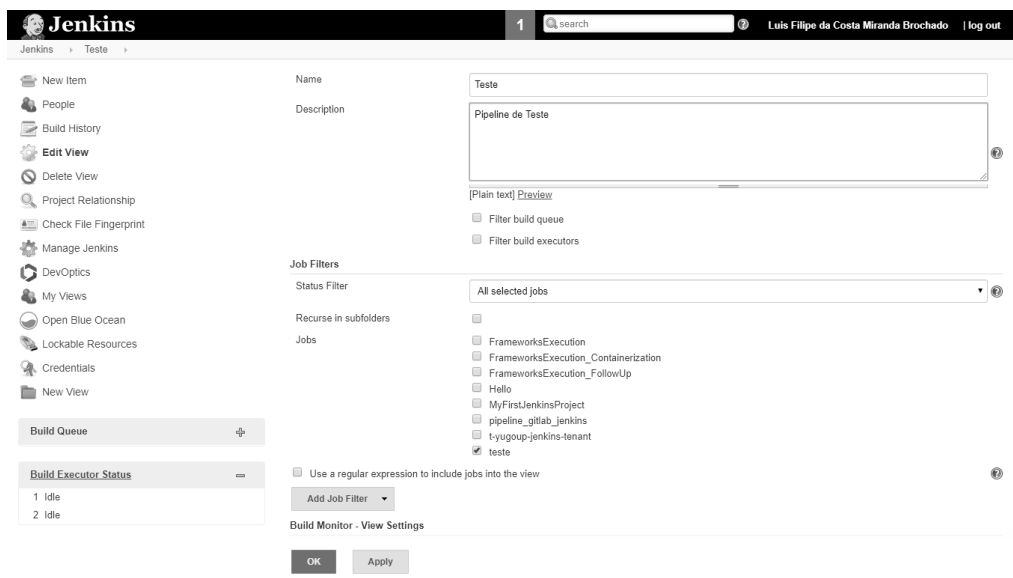 Jenkins
1
search
Luis Filipe da Costa Miranda Brochado | log out
Jenkins Teste
New Item
People
Build History
Edit View
Delete View
Project Relationship
Check File Fingerprint
Manage Jenkins
DevOptics
My Views
Open Blue Ocean
Lockable Resources
Credentials
New View
Build Queue
Build Executor Status
1 Idle
2 Idle
Name
Teste
Description
Pipeline de Teste
[Plain text] Preview
Filter build queue
Filter build executors
Job Filters
Status Filter
All selected jobs
Recurse in subfolders
Jobs
FrameworksExecution
FrameworksExecution_Containerization
FrameworksExecution_FollowUp
Hello
MyFirstJenkinsProject
pipeline_gitlab_jenkins
t-yugoup-jenkins-tenant
teste
Use a regular expression to include jobs into the view
Add Job Filter
Build Monitor - View Settings
OK
Apply